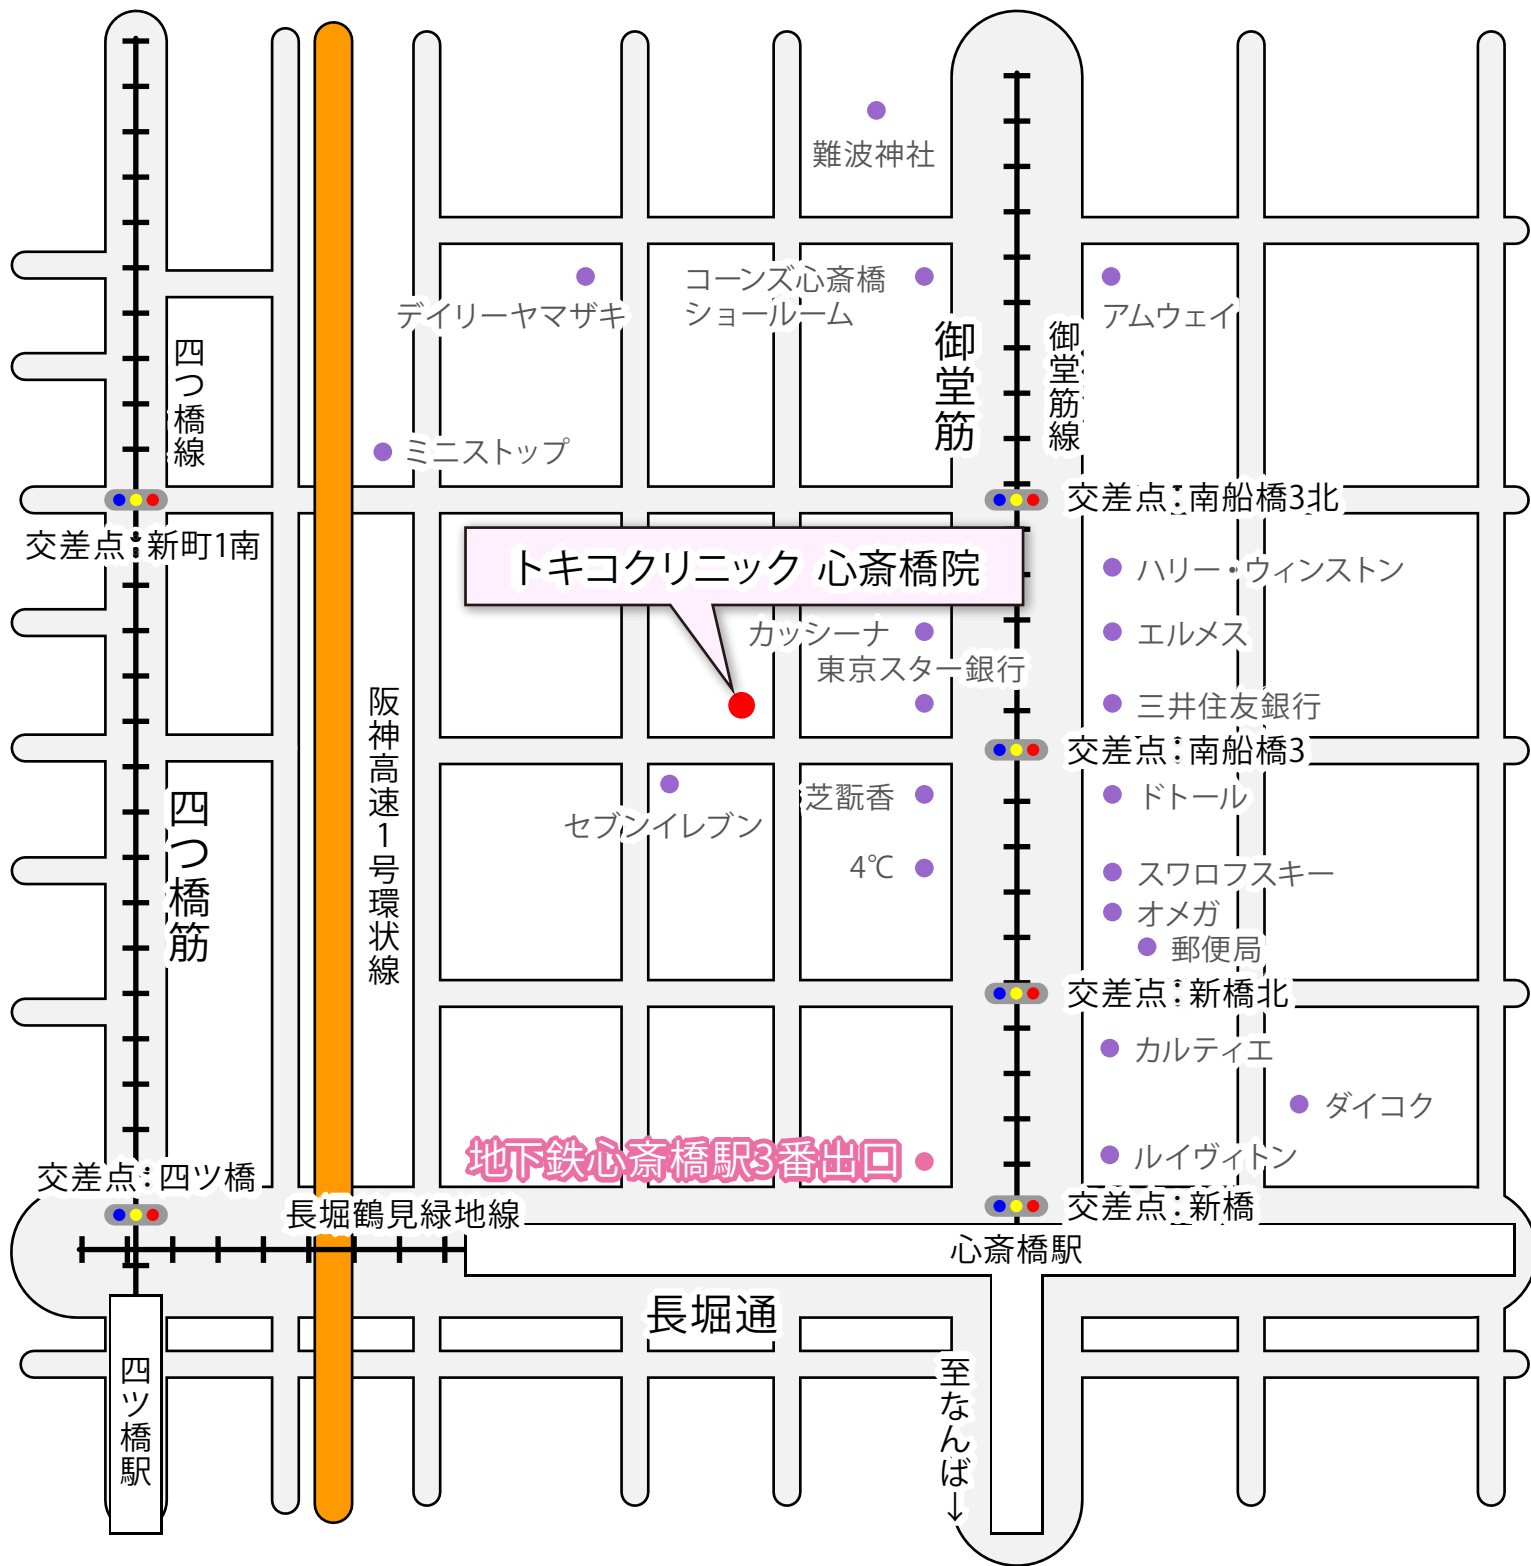 難波神社
コーンズ心斎橋
ショールーム
デイリーヤマザキ
アムウェイ
四つ橋線
御堂筋
御堂筋線
ミニストップ
交差点：南船橋3北
交差点：新町1南
トキコクリニック 心斎橋院
ハリー・ウィンストン
カッシーナ
エルメス
東京スター銀行
三井住友銀行
阪神高速1号環状線
交差点：南船橋3
四つ橋筋
芝翫香
ドトール
セブンイレブン
4℃
スワロフスキー
オメガ
郵便局
交差点：新橋北
カルティエ
ダイコク
地下鉄心斎橋駅3番出口
ルイヴィトン
交差点：四ツ橋
長堀鶴見緑地線
交差点：新橋
心斎橋駅
長堀通
四ツ橋駅
至なんば→